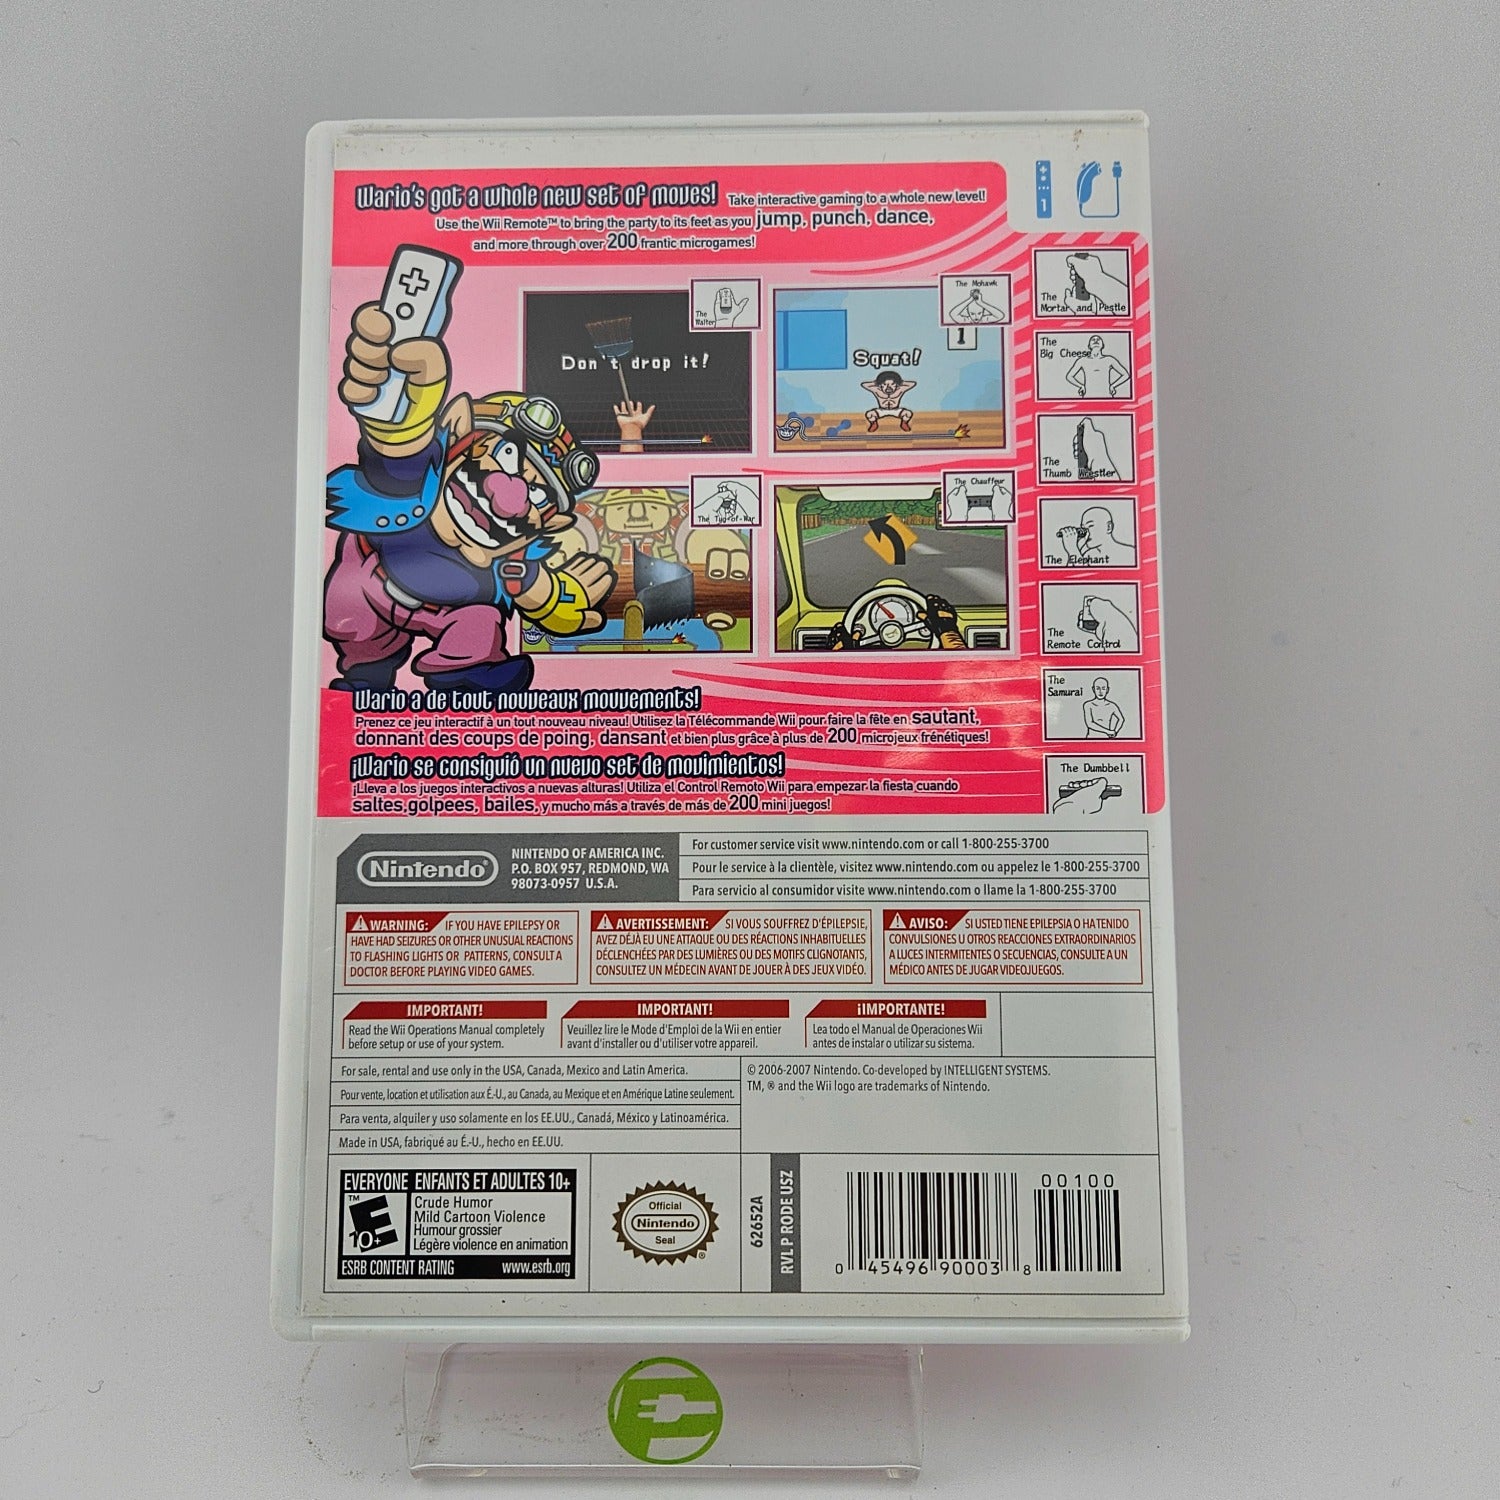 Wario's got a whole new set of moves! Take interactive gaming to a whole new level!
Use the Wii Remote™ to bring the party to its feet as you jump, punch, dance,
and more through over 200 frantic microgames!
1
The
Waiter
Don't drop it!
The Mohawk
1
Squat!
The Tug-of-War
The Chauffeur
The
Mortar and Pestle
The
Big Cheese
The
Thumb Wrestler
The Elephant
The
Remote Control
The
Samurai
The Dumbbell
Wario a de tout nouveaux mouvements!
Prenez ce jeu interactif à un tout nouveau niveau! Utilisez la Télécommande Wii pour faire la fête en sautant,
donnant des coups de poing, dansant et bien plus grâce à plus de 200 microjeux frénétiques!
¡Wario se consiguió un nuevo set de movimientos!
¡Lleva a los juegos interactivos a nuevas alturas! Utiliza el Control Remoto Wii para empezar la fiesta cuando
saltes, golpees, bailes, y mucho más a través de más de 200 mini juegos!
Nintendo®
NINTENDO OF AMERICA INC.
P.O. BOX 957, REDMOND, WA
98073-0957 U.S.A.
For customer service visit www.nintendo.com or call 1-800-255-3700
Pour le service à la clientèle, visitez www.nintendo.com ou appelez le 1-800-255-3700
Para servicio al consumidor visite www.nintendo.com o llame la 1-800-255-3700
WARNING: IF YOU HAVE EPILEPSY OR
HAVE HAD SEIZURES OR OTHER UNUSUAL REACTIONS
TO FLASHING LIGHTS OR PATTERNS, CONSULT A
DOCTOR BEFORE PLAYING VIDEO GAMES.
AVERTISSEMENT: SI VOUS SOUFFREZ D'ÉPILEPSIE,
AVEZ DÉJÀ EU UNE ATTAQUE OU DES RÉACTIONS INHABITUELLES
DÉCLENCHÉES PAR DES LUMIÈRES OU DES MOTIFS CLIGNOTANTS,
CONSULTEZ UN MÉDECIN AVANT DE JOUER À DES JEUX VIDÉO.
AVISO: SI USTED TIENE EPILEPSIA O HA TENIDO
CONVULSIONES U OTROS REACCIONES EXTRAORDINARIOS
A LUCES INTERMITENTES O SECUENCIAS, CONSULTE A UN
MÉDICO ANTES DE JUGAR VIDEOJUEGOS.
IMPORTANT!
Read the Wii Operations Manual completely
before setup or use of your system.
IMPORTANT!
Veuillez lire le Mode d'Emploi de la Wii en entier
avant d'installer ou d'utiliser votre appareil.
¡IMPORTANTE!
Lea todo el Manual de Operaciones Wii
antes de instalar o utilizar su sistema.
For sale, rental and use only in the USA, Canada, Mexico and Latin America.
Pour vente, location et utilisation aux É.-U., au Canada, au Mexique et en Amérique Latine seulement.
Para venta, alquiler y uso solamente en los EE.UU., Canadá, México y Latinoamérica.
Made in USA, fabriqué au É.-U., hecho en EE.UU.
© 2006-2007 Nintendo. Co-developed by INTELLIGENT SYSTEMS.
TM, ® and the Wii logo are trademarks of Nintendo.
EVERYONE ENFANTS ET ADULTES 10+
™
E
10+
Crude Humor
Mild Cartoon Violence
Humour grossier
Légère violence en animation
ESRB CONTENT RATING www.esrb.org
Official
Nintendo
Seal
®
62652A
RVL P RODE USZ
00100
0 45496 90003 8